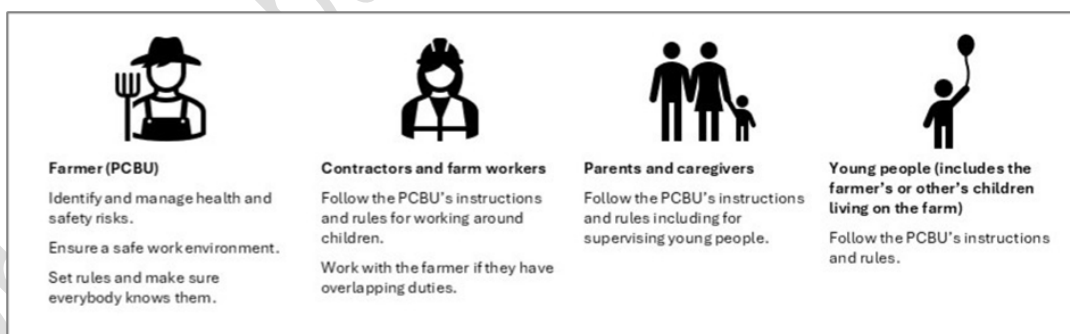 Farmer (PCBU)
Identify and manage health and
safety risks.
Ensure a safe work environment.
Set rules and make sure
everybody knows them.
Contractors and farm workers
Follow the PCBU's instructions
and rules for working around
children.
Work with the farmer if they have
overlapping duties.
Parents and caregivers
Follow the PCBU's instructions
and rules including for
supervising young people.
Young people (includes the
farmer's or other's children
living on the farm)
Follow the PCBU's instructions
and rules.